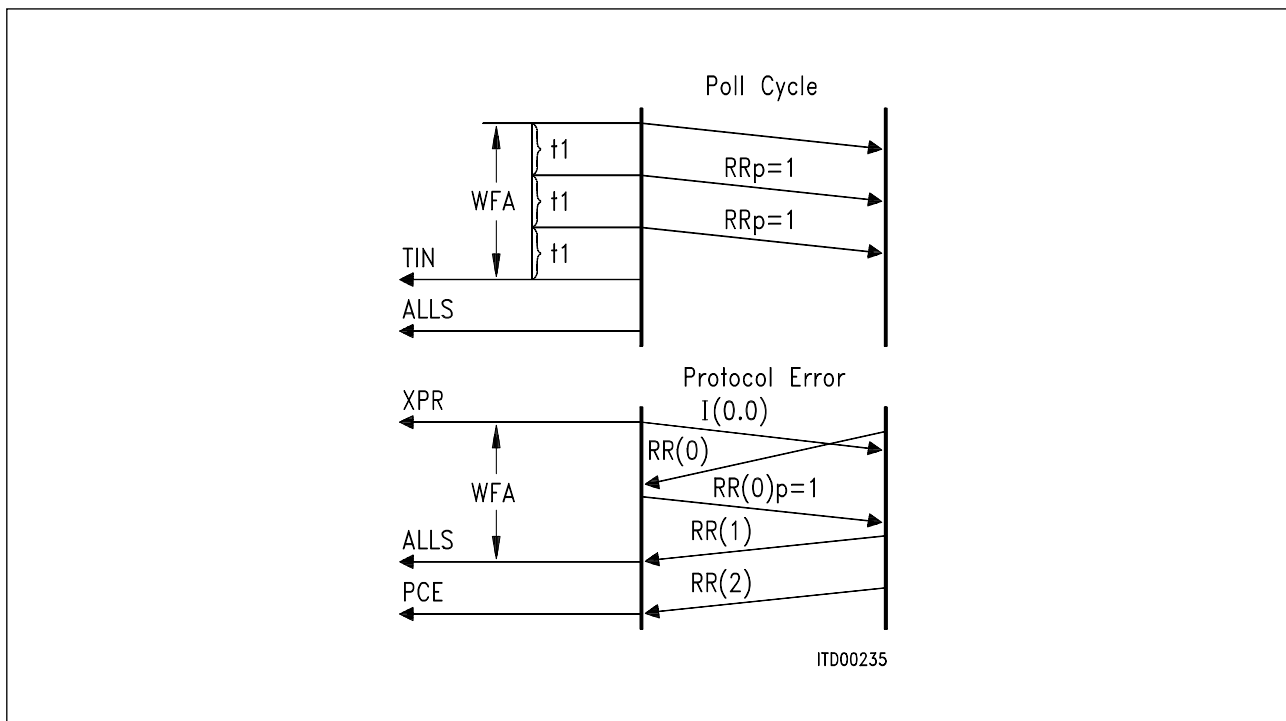 Poll Cycle
t1
RRp=1
WFA
t1
RRp=1
TIN
t1
ALLS
Protocol Error
XPR
I(0.0)
RR(0)
WFA
RR(0)p=1
RR(1)
ALLS
RR(2)
PCE
ITD00235